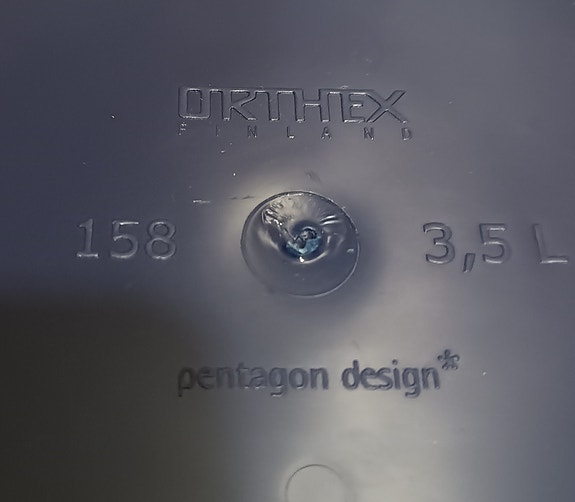 ORTHEX
FINLAND
158 3,5 L
pentagon design*